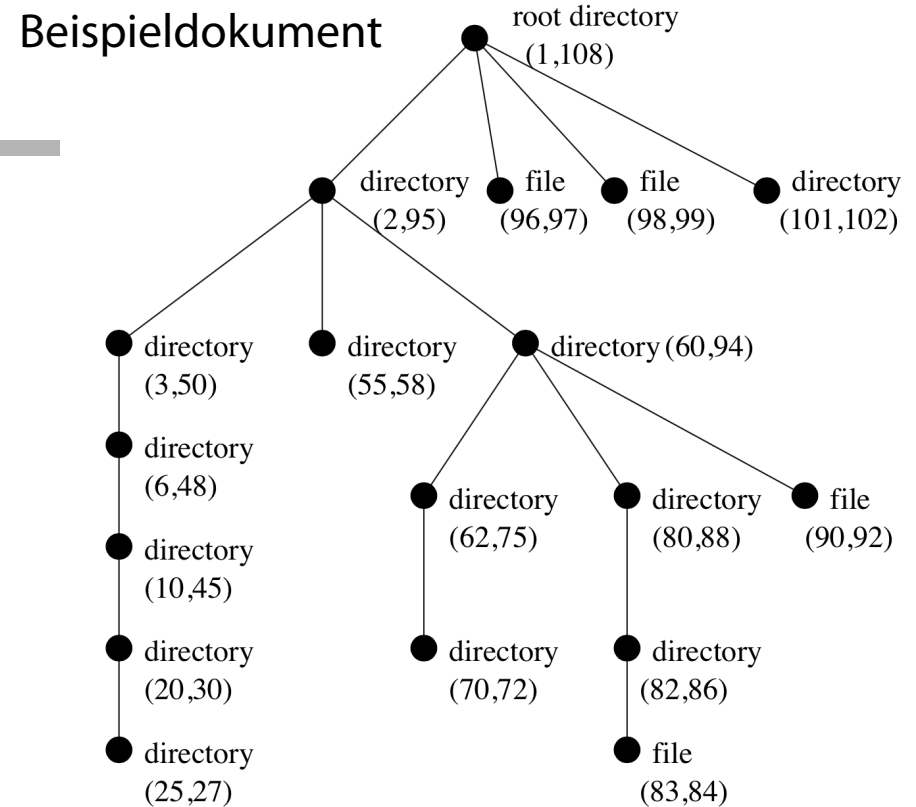 Beispieldokument
root directory
(1,108)
directory
(2,95)
file
(96,97)
file
(98,99)
directory
(101,102)
directory
(3,50)
directory
(55,58)
directory (60,94)
directory
(6,48)
directory
(62,75)
directory
(80,88)
file
(90,92)
directory
(10,45)
directory
(20,30)
directory
(70,72)
directory
(82,86)
directory
(25,27)
file
(83,84)